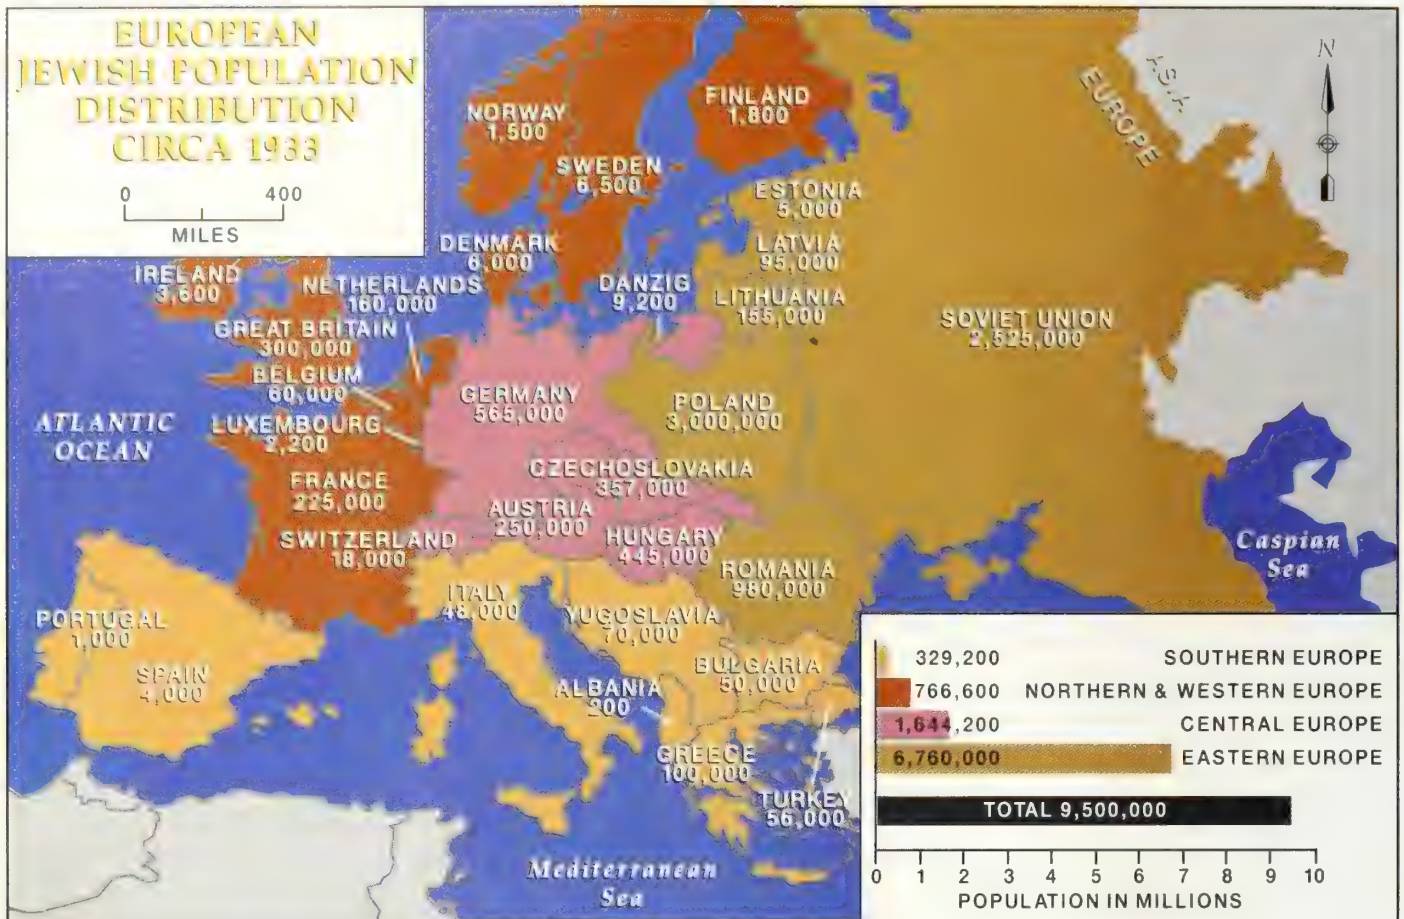 EUROPEAN
JEWISH POPULATION
DISTRIBUTION
CIRCA 1933
0 400
MILES
N
ASIA
EUROPE
NORWAY
1,500
FINLAND
1,800
SWEDEN
6,500
ESTONIA
5,000
DENMARK
6,000
LATVIA
95,000
IRELAND
3,600
NETHERLANDS
160,000
DANZIG
9,200
LITHUANIA
155,000
SOVIET UNION
2,525,000
GREAT BRITAIN
300,000
BELGIUM
60,000
GERMANY
565,000
POLAND
3,000,000
ATLANTIC
OCEAN
LUXEMBOURG
2,200
CZECHOSLOVAKIA
357,000
FRANCE
225,000
AUSTRIA
250,000
SWITZERLAND
18,000
HUNGARY
445,000
Caspian
Sea
ROMANIA
980,000
ITALY
48,000
YUGOSLAVIA
70,000
PORTUGAL
1,000
SPAIN
4,000
BULGARIA
50,000
ALBANIA
200
GREECE
100,000
TURKEY
56,000
Mediterranean
Sea
329,200 SOUTHERN EUROPE
766,600 NORTHERN & WESTERN EUROPE
1,644,200 CENTRAL EUROPE
6,760,000 EASTERN EUROPE
TOTAL 9,500,000
0 1 2 3 4 5 6 7 8 9 10
POPULATION IN MILLIONS